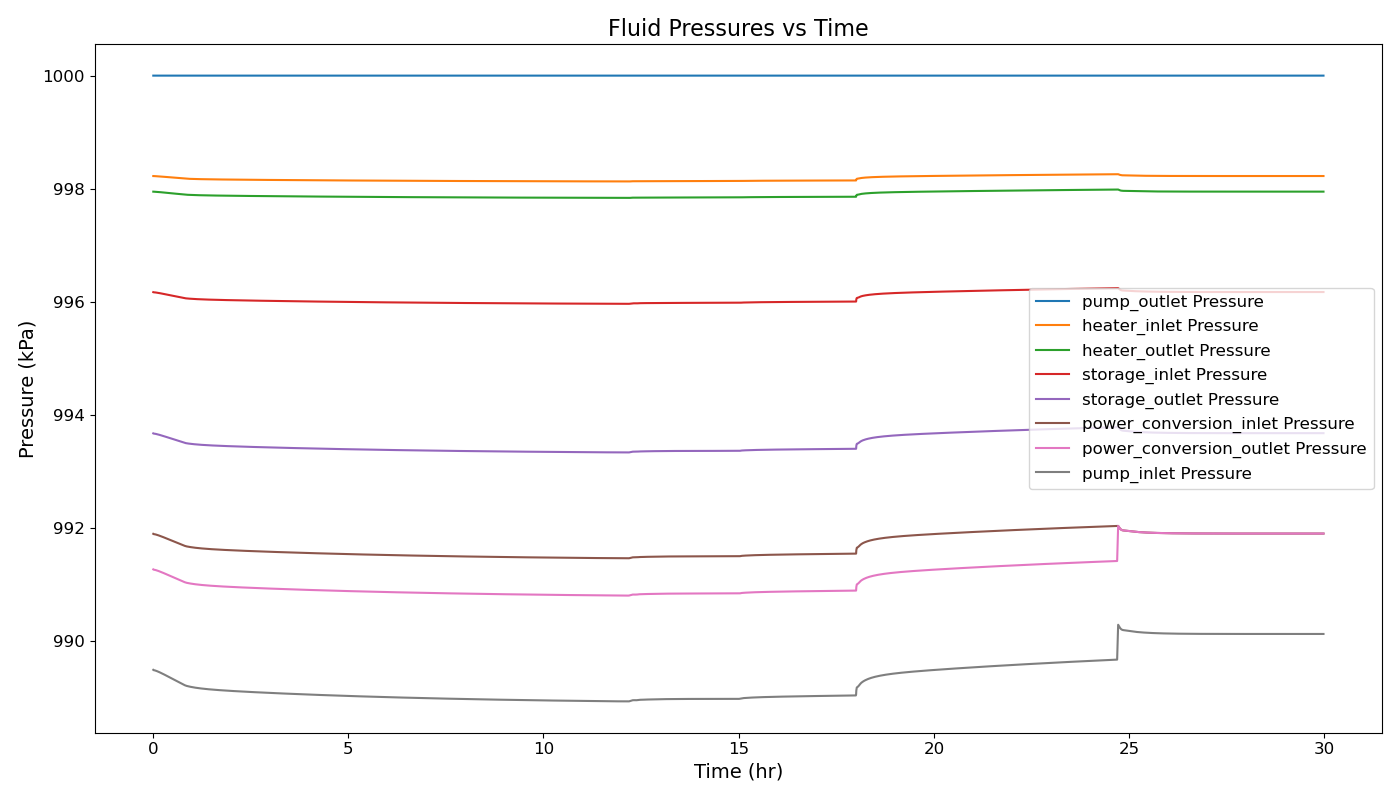 Fluid Pressures vs Time
Pressure (kPa)
1000
998
996
994
992
990
pump_outlet Pressure
heater_inlet Pressure
heater_outlet Pressure
storage_inlet Pressure
storage_outlet Pressure
power_conversion_inlet Pressure
power_conversion_outlet Pressure
pump_inlet Pressure
0 5 10 15 20 25 30
Time (hr)